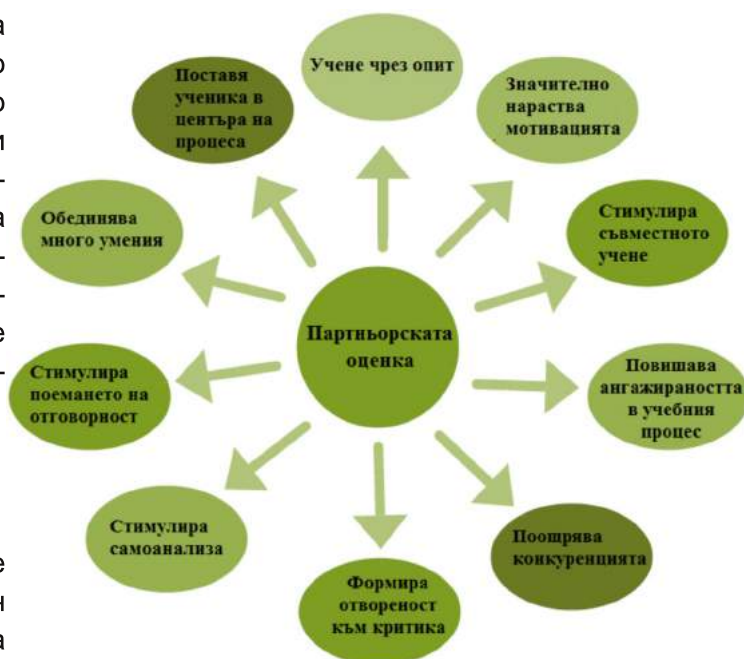 а
о
о
и
-
а
-
-
е
-
е
н
а
Учене чрез опит
Значително
нараства
мотивацията
Стимулира
съвместното
учене
Повишава
ангажираността
в учебния
процес
Поощрява
конкуренцията
Формира
отвореност
към критика
Стимулира
самоанализа
Стимулира
поемането на
отговорност
Обединява
много умения
Поставя
ученика в
центъра на
процеса
Партньорската
оценка